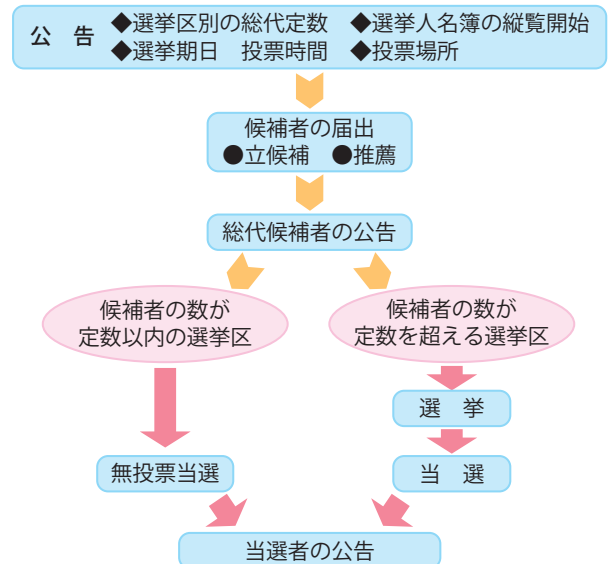 公　告　◆選挙区別の総代定数　◆選挙人名簿の縦覧開始
◆選挙期日　投票時間　◆投票場所
候補者の届出
●立候補　●推薦
総代候補者の公告
候補者の数が
定数以内の選挙区
候補者の数が
定数を超える選挙区
選　挙
無投票当選
当　選
当選者の公告